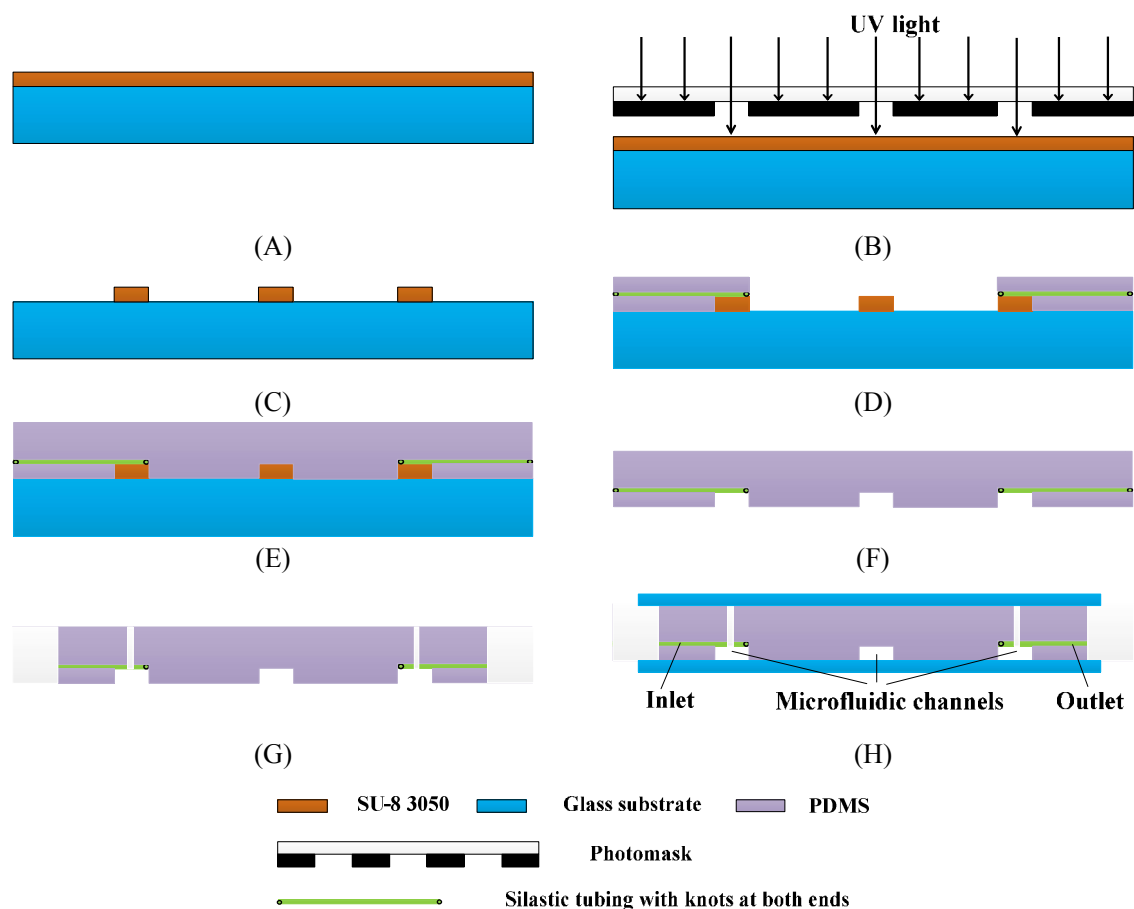 UV light
(A)
(B)
(C)
(D)
(E)
(F)
Inlet
Microfluidic channels
Outlet
(G)
(H)
SU-8 3050
Glass substrate
PDMS
Photomask
Silastic tubing with knots at both ends